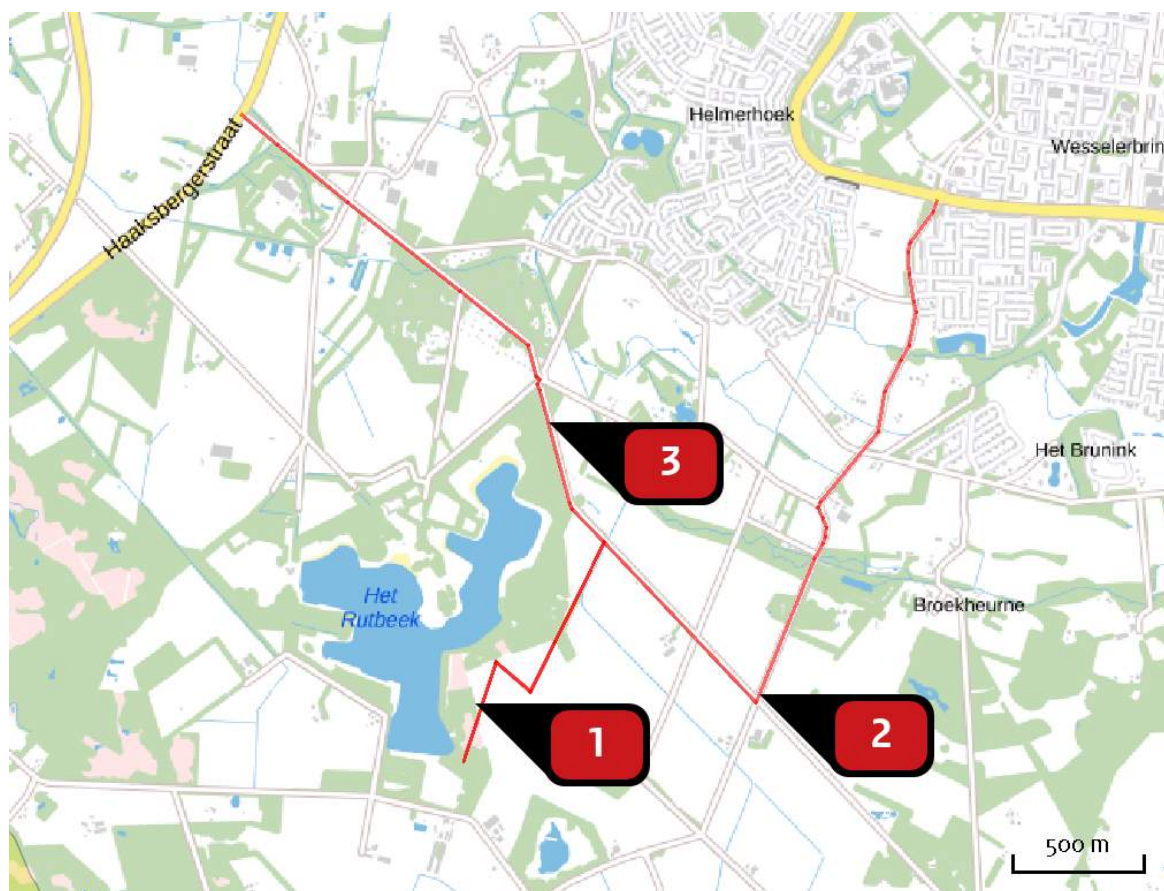 Helmerhoek
Wesselerbrin
Haaksbergerstraat
3
Het Brunink
Het
Rutbeek
Broekheurne
1
2
500 m